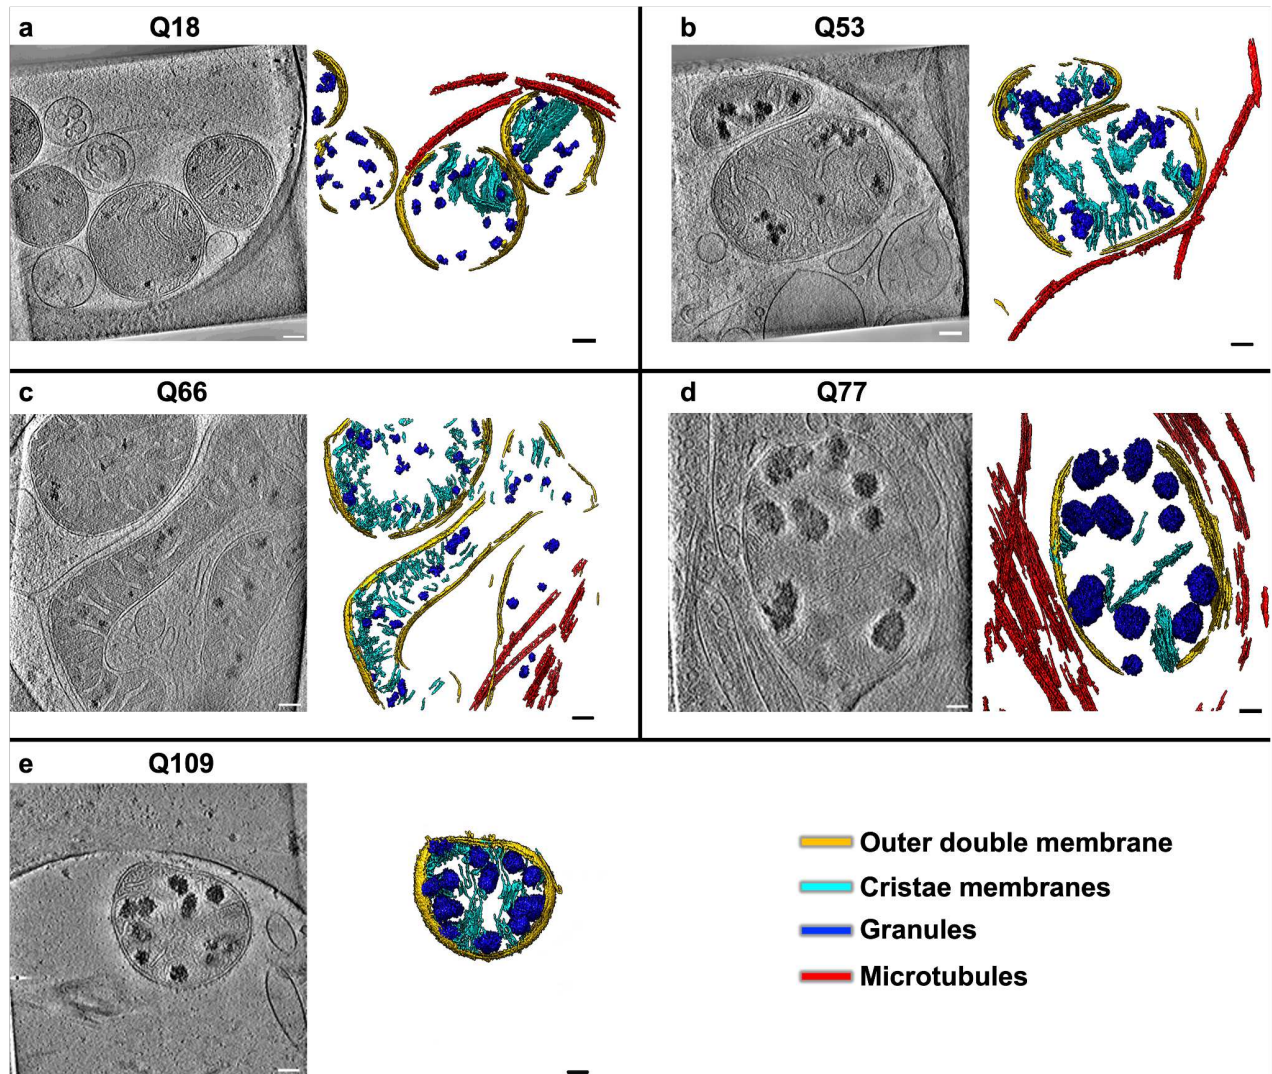 a Q18
b Q53
c Q66
d Q77
e Q109
Outer double membrane
Cristae membranes
Granules
Microtubules